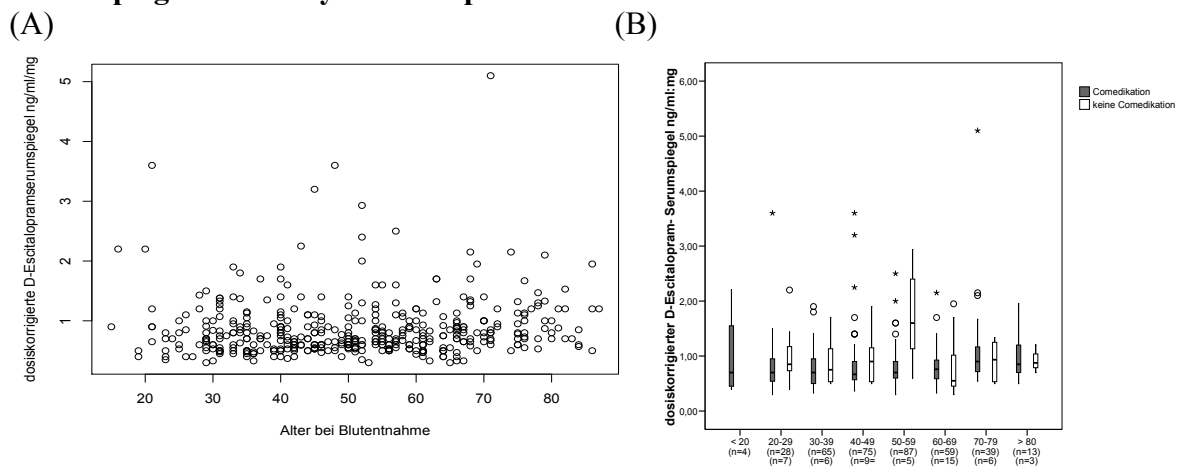 (A)
(B)
dosiskorrigierte D-Escitalopramserumspiegel ng/ml/mg
5
4
3
2
1
20 30 40 50 60 70 80
Alter bei Blutentnahme
dosiskorrigierter D-Escitalopram- Serumspiegel ng/ml:mg
6,00
5,00
4,00
3,00
2,00
1,00
0,00
< 20 20-29 30-39 40-49 50-59 60-69 70-79 > 80
(n=4) (n=28) (n=65) (n=75) (n=87) (n=59) (n=39) (n=13)
(n=7) (n=6) (n=9= (n=5) (n=15) (n=6) (n=3)
Comedikation
keine Comedikation